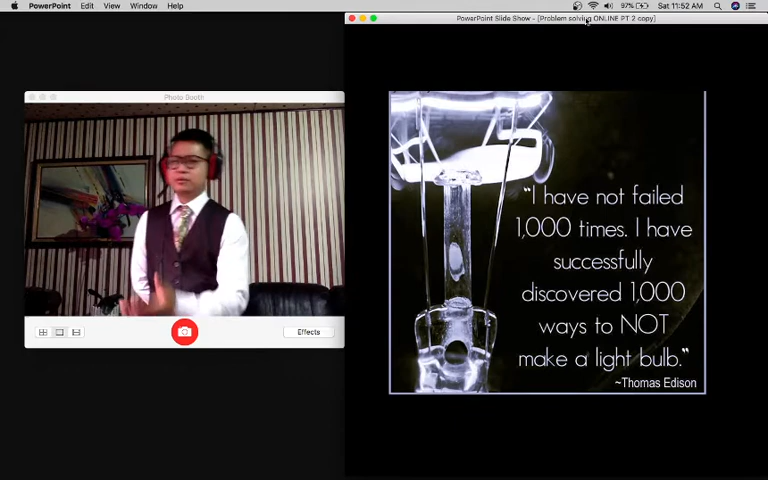 PowerPoint Edit View Window Help 97% Sat 11:52 AM
PowerPoint Slide Show - [Problem solving ONLINE PT 2 copy]
Photo Booth
"I have not failed
1,000 times. I have
successfully
discovered 1,000
ways to NOT
make a light bulb."
~Thomas Edison
Effects